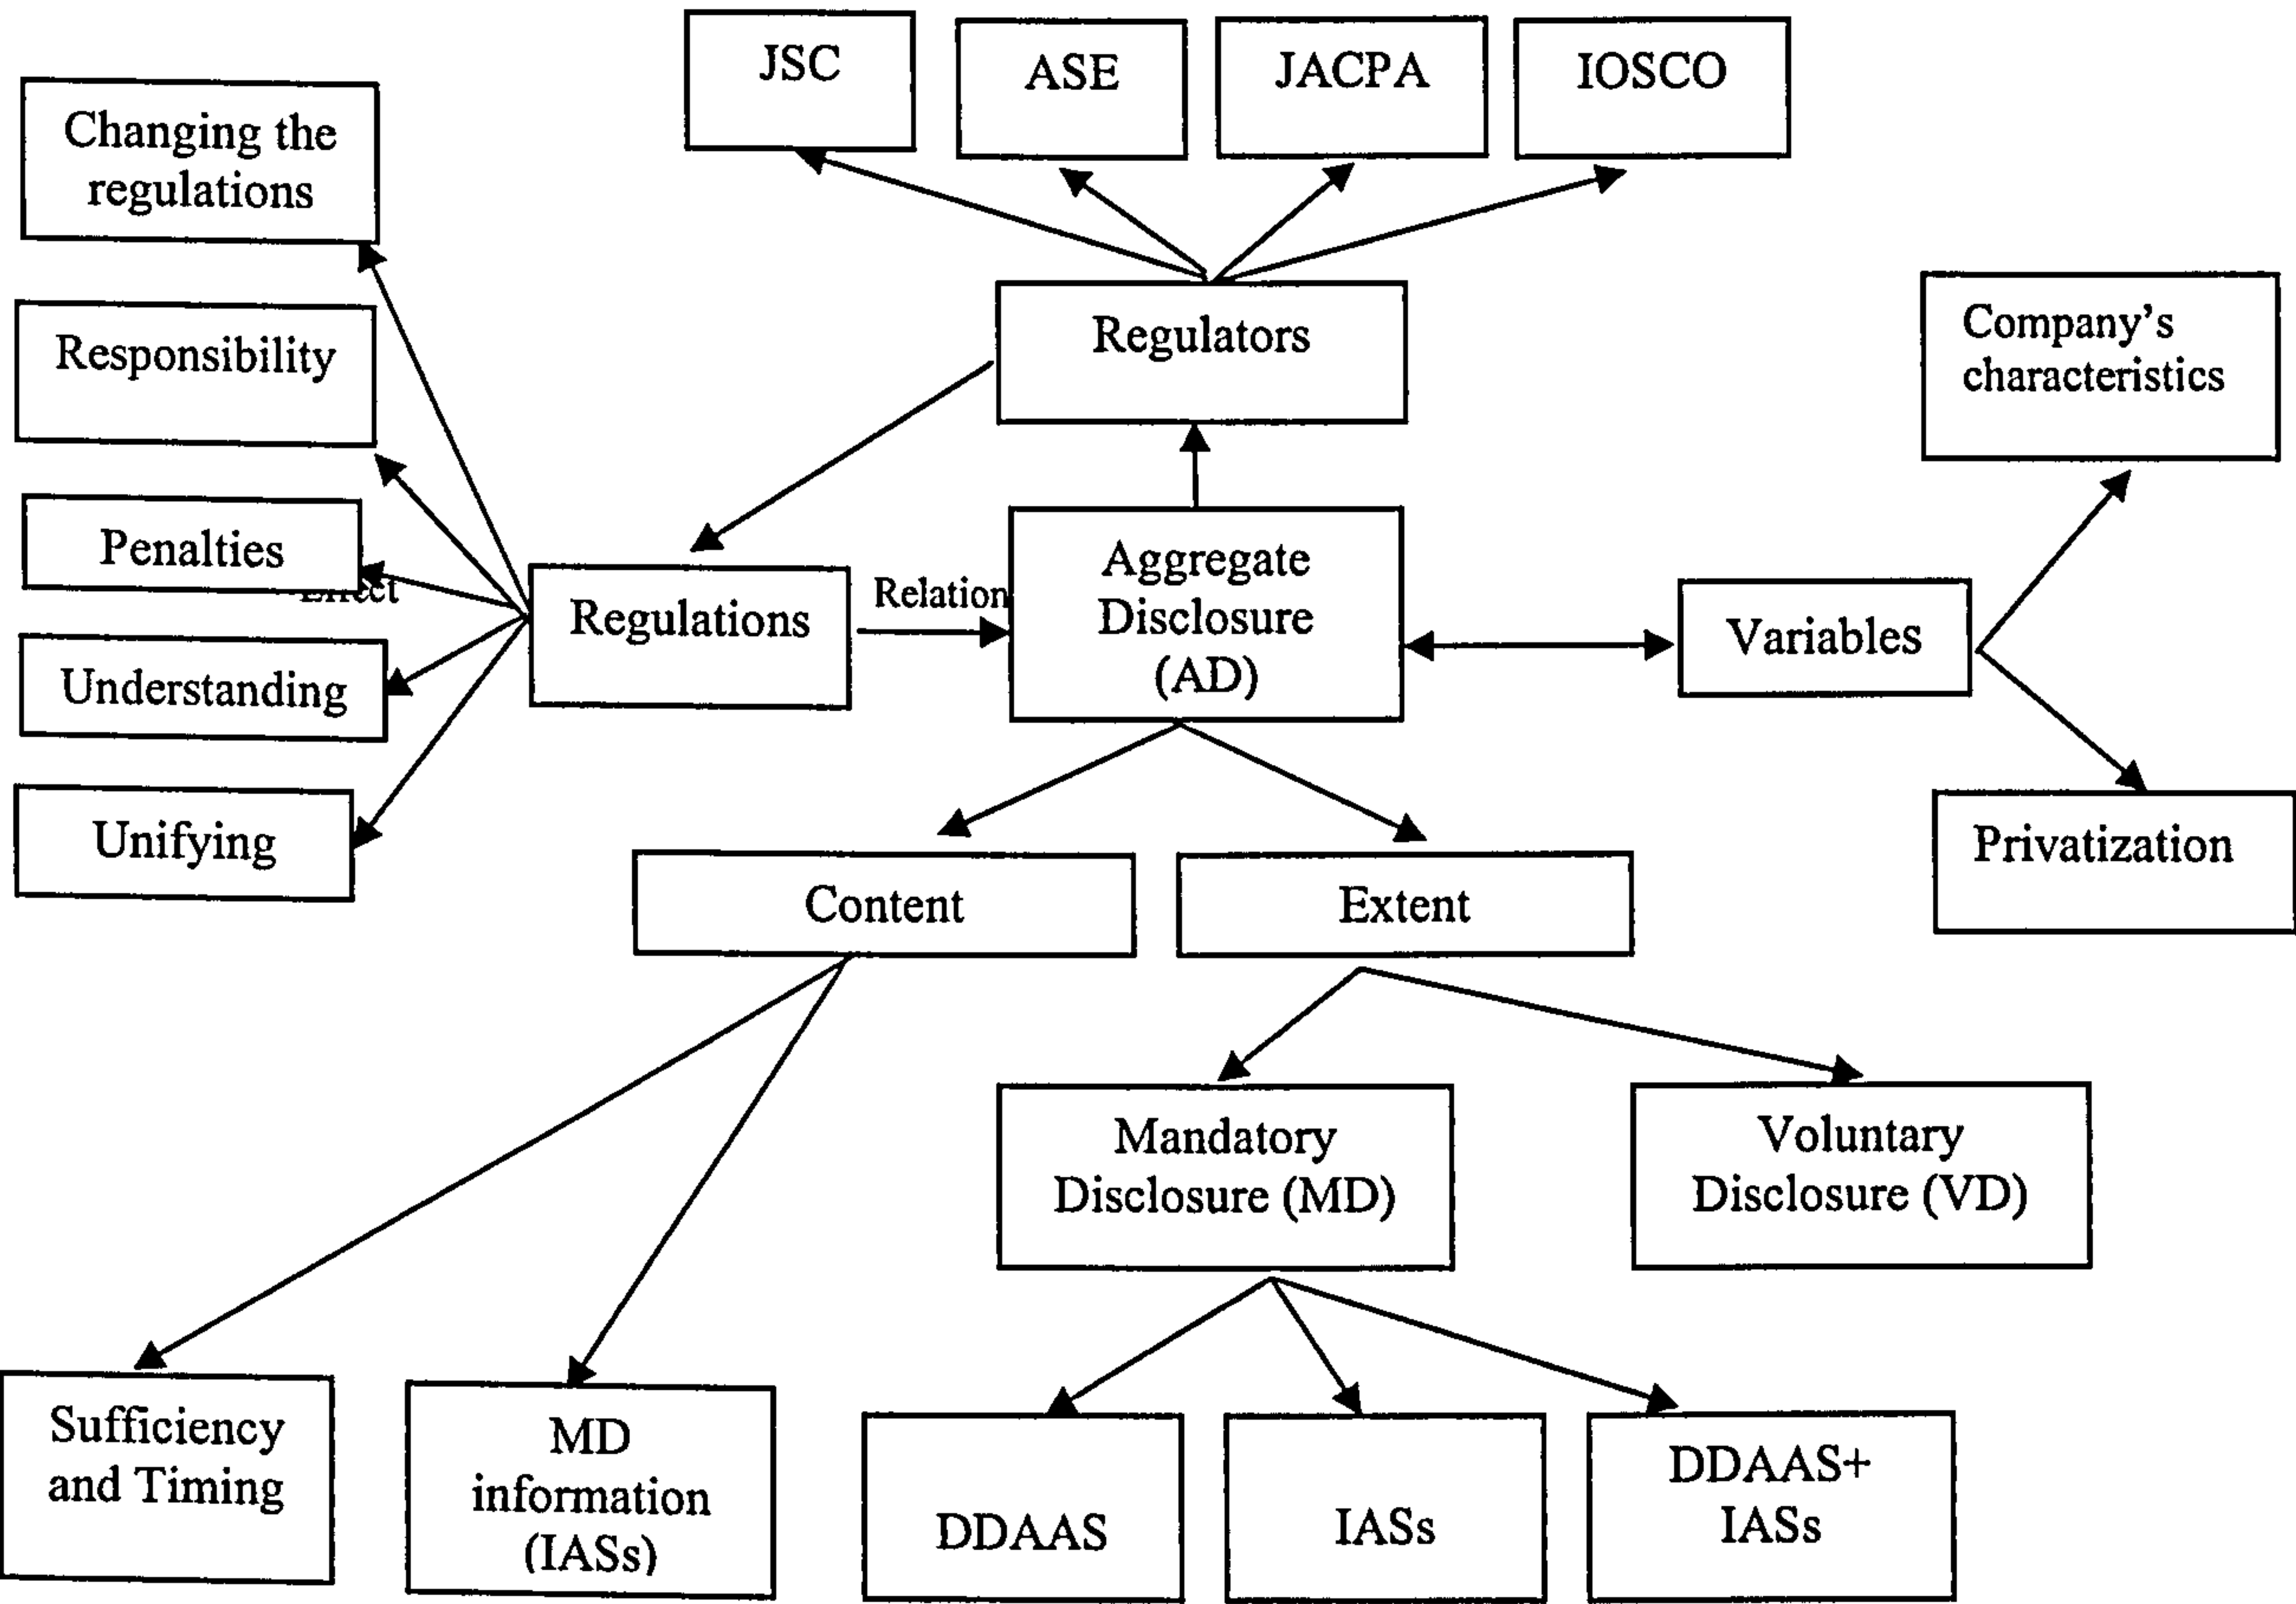 JSC
ASE
JACPA
IOSCO
Changing the
regulations
Responsibility
Penalties
Understanding
Unifying
Regulators
Company's
characteristics
Regulations
Relation
Aggregate
Disclosure
(AD)
Variables
Privatization
Content
Extent
Mandatory
Disclosure (MD)
Voluntary
Disclosure (VD)
Sufficiency
and Timing
MD
information
(IASs)
DDAAS
IASs
DDAAS+
IASs